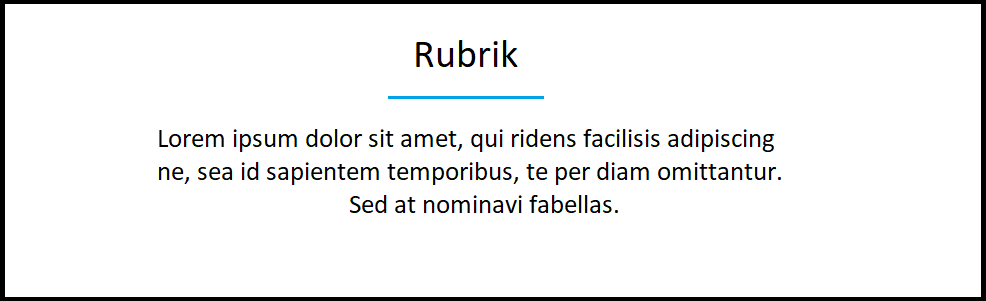 Rubrik
Lorem ipsum dolor sit amet, qui ridens facilisis adipiscing
ne, sea id sapientem temporibus, te per diam omittantur.
Sed at nominavi fabellas.